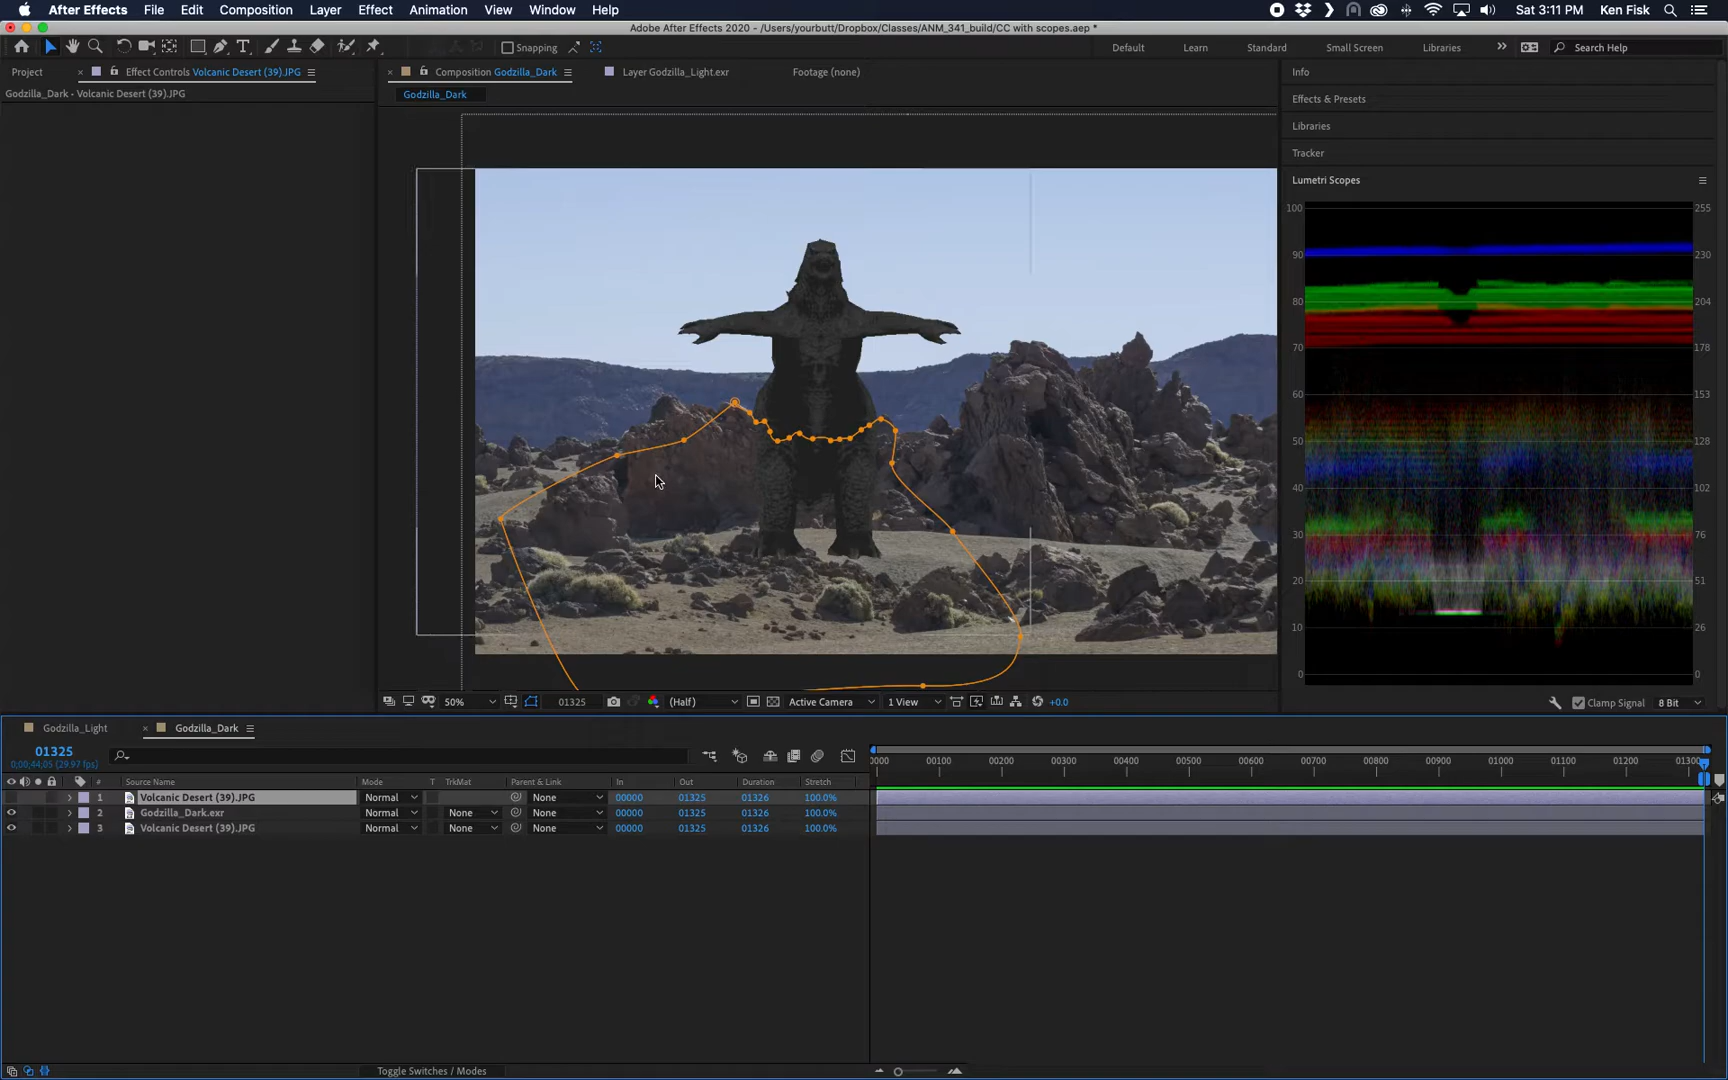 After Effects File Edit Composition Layer Effect Animation View Window Help Sat 3:11 PM Ken Fisk
Adobe After Effects 2020 - /Users/yourbutt/Dropbox/Classes/ANM_341_build/CC with scopes.aep *
Snapping Default Learn Standard Small Screen Libraries Search Help
Project Effect Controls Volcanic Desert (39).JPG Composition Godzilla_Dark Layer Godzilla_Light.exr Footage (none) Info
Godzilla_Dark • Volcanic Desert (39).JPG Godzilla_Dark
Effects & Presets
Libraries
Tracker
Lumetri Scopes
100 255
90 230
80 204
70 178
60 153
50 128
40 102
30 76
20 51
10 26
0 0
50% 01325 (Half) Active Camera 1 View +0.0 Clamp Signal 8 Bit
Godzilla_Light Godzilla_Dark
01325
0;00;44;05 (29.97 fps)
0000 00100 00200 00300 00400 00500 00600 00700 00800 00900 01000 01100 01200 01300
# Source Name Mode T TrkMat Parent & Link In Out Duration Stretch
1 Volcanic Desert (39).JPG Normal None 00000 01325 01326 100.0%
2 Godzilla_Dark.exr Normal None None 00000 01325 01326 100.0%
3 Volcanic Desert (39).JPG Normal None None 00000 01325 01326 100.0%
Toggle Switches / Modes